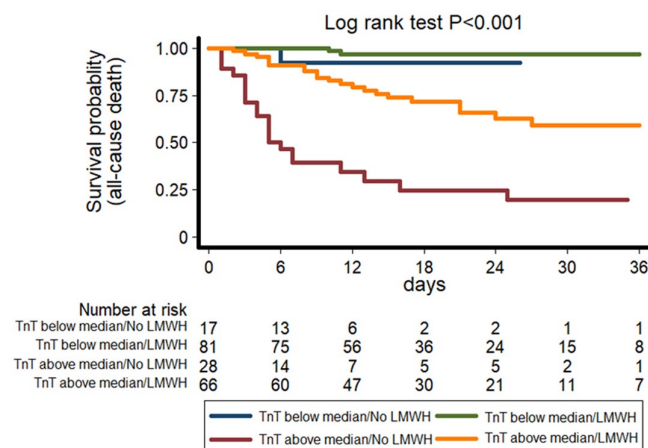 Log rank test P<0.001
Survival probablity
(all-cause death)
1.00
0.75
0.50
0.25
0
0 6 12 18 24 30 36
days
Number at risk
TnT below median/No LMWH 17 13 6 2 2 1 1
TnT below median/LMWH 81 75 56 36 24 15 8
TnT above median/No LMWH 28 14 7 5 5 2 1
TnT above median/LMWH 66 60 47 30 21 11 7
TnT below median/No LMWH TnT below median/LMWH
TnT above median/No LMWH TnT above median/LMWH